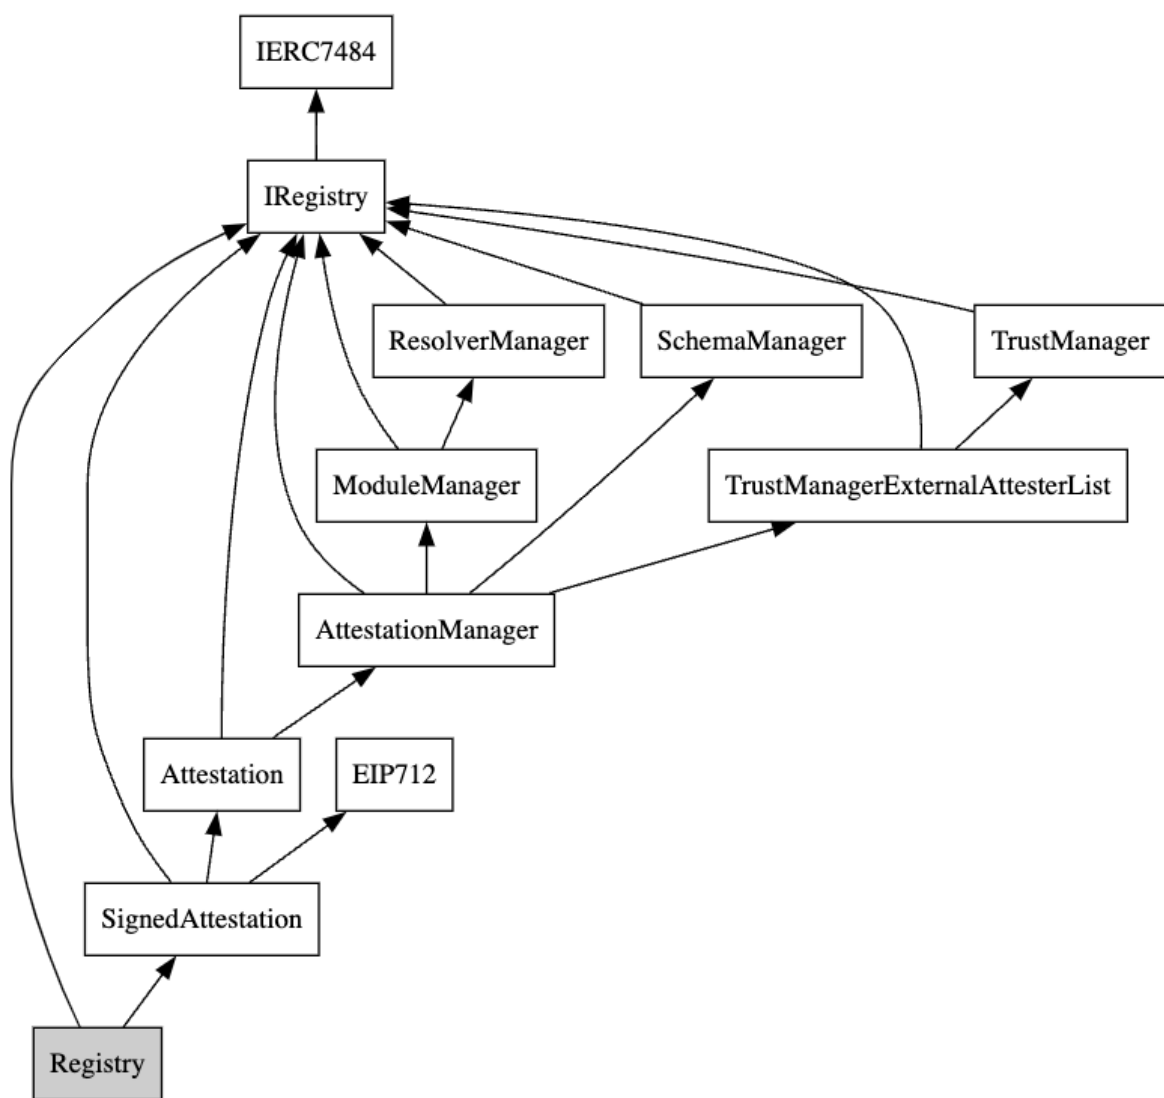 IERC7484
IRegistry
ResolverManager
SchemaManager
TrustManager
ModuleManager
TrustManagerExternalAttesterList
AttestationManager
Attestation
EIP712
SignedAttestation
Registry